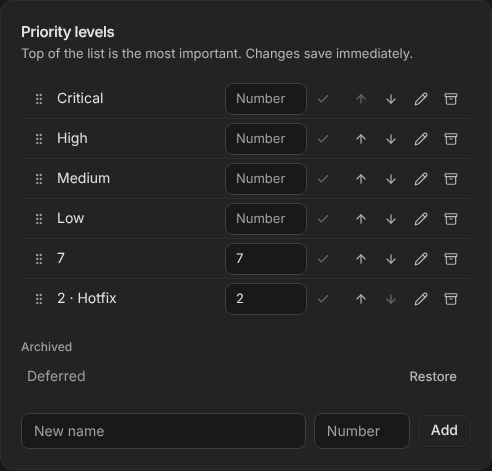 Priority levels
Top of the list is the most important. Changes save immediately.
Critical Number
High Number
Medium Number
Low Number
7 7
2 · Hotfix 2
Archived
Deferred Restore
New name Number Add